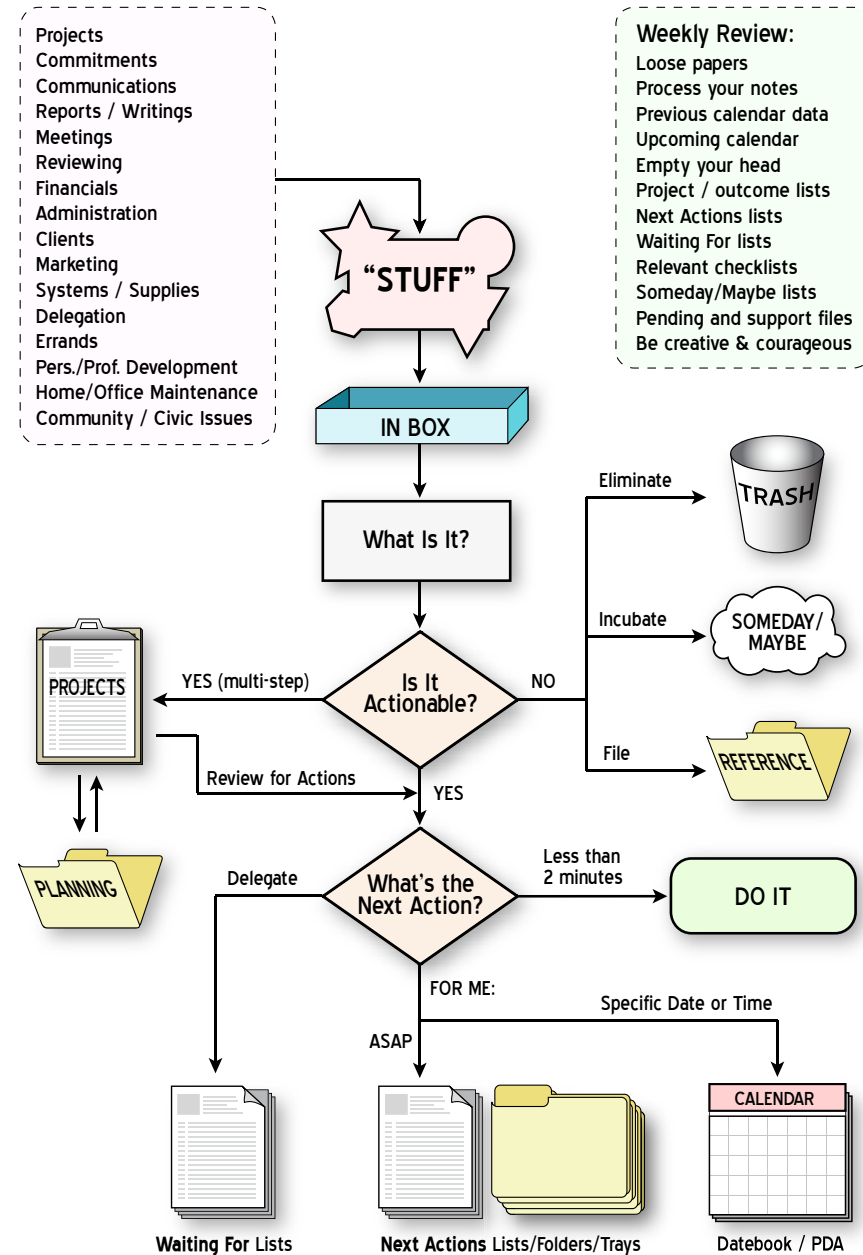 Projects
Commitments
Communications
Reports / Writings
Meetings
Reviewing
Financials
Administration
Clients
Marketing
Systems / Supplies
Delegation
Errands
Pers./Prof. Development
Home/Office Maintenance
Community / Civic Issues
Weekly Review:
Loose papers
Process your notes
Previous calendar data
Upcoming calendar
Empty your head
Project / outcome lists
Next Actions lists
Waiting For lists
Relevant checklists
Someday/Maybe lists
Pending and support files
Be creative & courageous
“STUFF”
IN BOX
What Is It?
Eliminate
TRASH
Incubate
SOMEDAY/
MAYBE
File
REFERENCE
NO
Is It
Actionable?
YES (multi-step)
PROJECTS
Review for Actions
YES
PLANNING
Delegate
What’s the
Next Action?
Less than
2 minutes
DO IT
FOR ME:
Specific Date or Time
ASAP
CALENDAR
Waiting For Lists
Next Actions Lists/Folders/Trays
Datebook / PDA